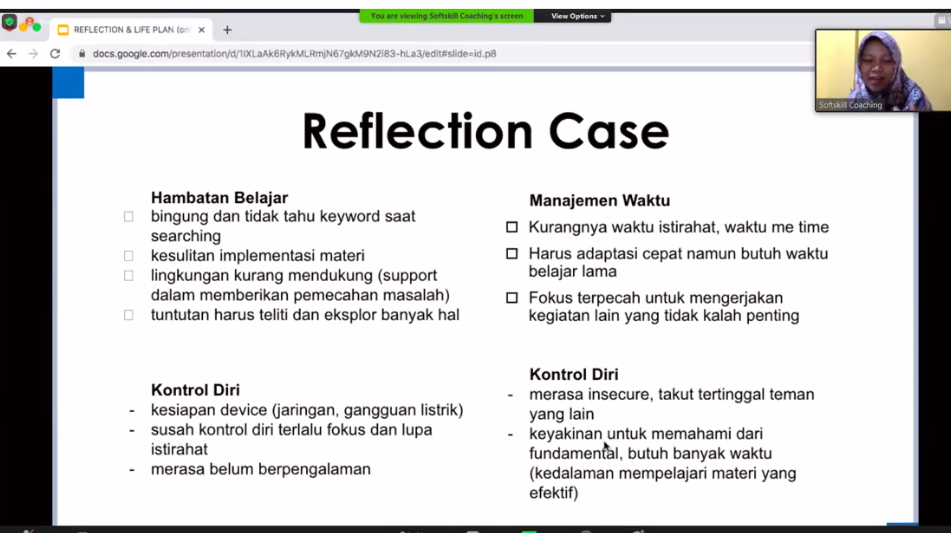 You are viewing Softskill Coaching's screen
View Options
REFLECTION & LIFE PLAN (on
docs.google.com/presentation/d/1IXLaAk6RykMLRmjN67gkM9N2i83-hLa3/edit#slide=id.p8
Softskill Coaching
Reflection Case
Hambatan Belajar
bingung dan tidak tahu keyword saat
searching
kesulitan implementasi materi
lingkungan kurang mendukung (support
dalam memberikan pemecahan masalah)
tuntutan harus teliti dan eksplor banyak hal
Manajemen Waktu
Kurangnya waktu istirahat, waktu me time
Harus adaptasi cepat namun butuh waktu
belajar lama
Fokus terpecah untuk mengerjakan
kegiatan lain yang tidak kalah penting
Kontrol Diri
- kesiapan device (jaringan, gangguan listrik)
- susah kontrol diri terlalu fokus dan lupa
istirahat
- merasa belum berpengalaman
Kontrol Diri
- merasa insecure, takut tertinggal teman
yang lain
- keyakinan untuk memahami dari
fundamental, butuh banyak waktu
(kedalaman mempelajari materi yang
efektif)